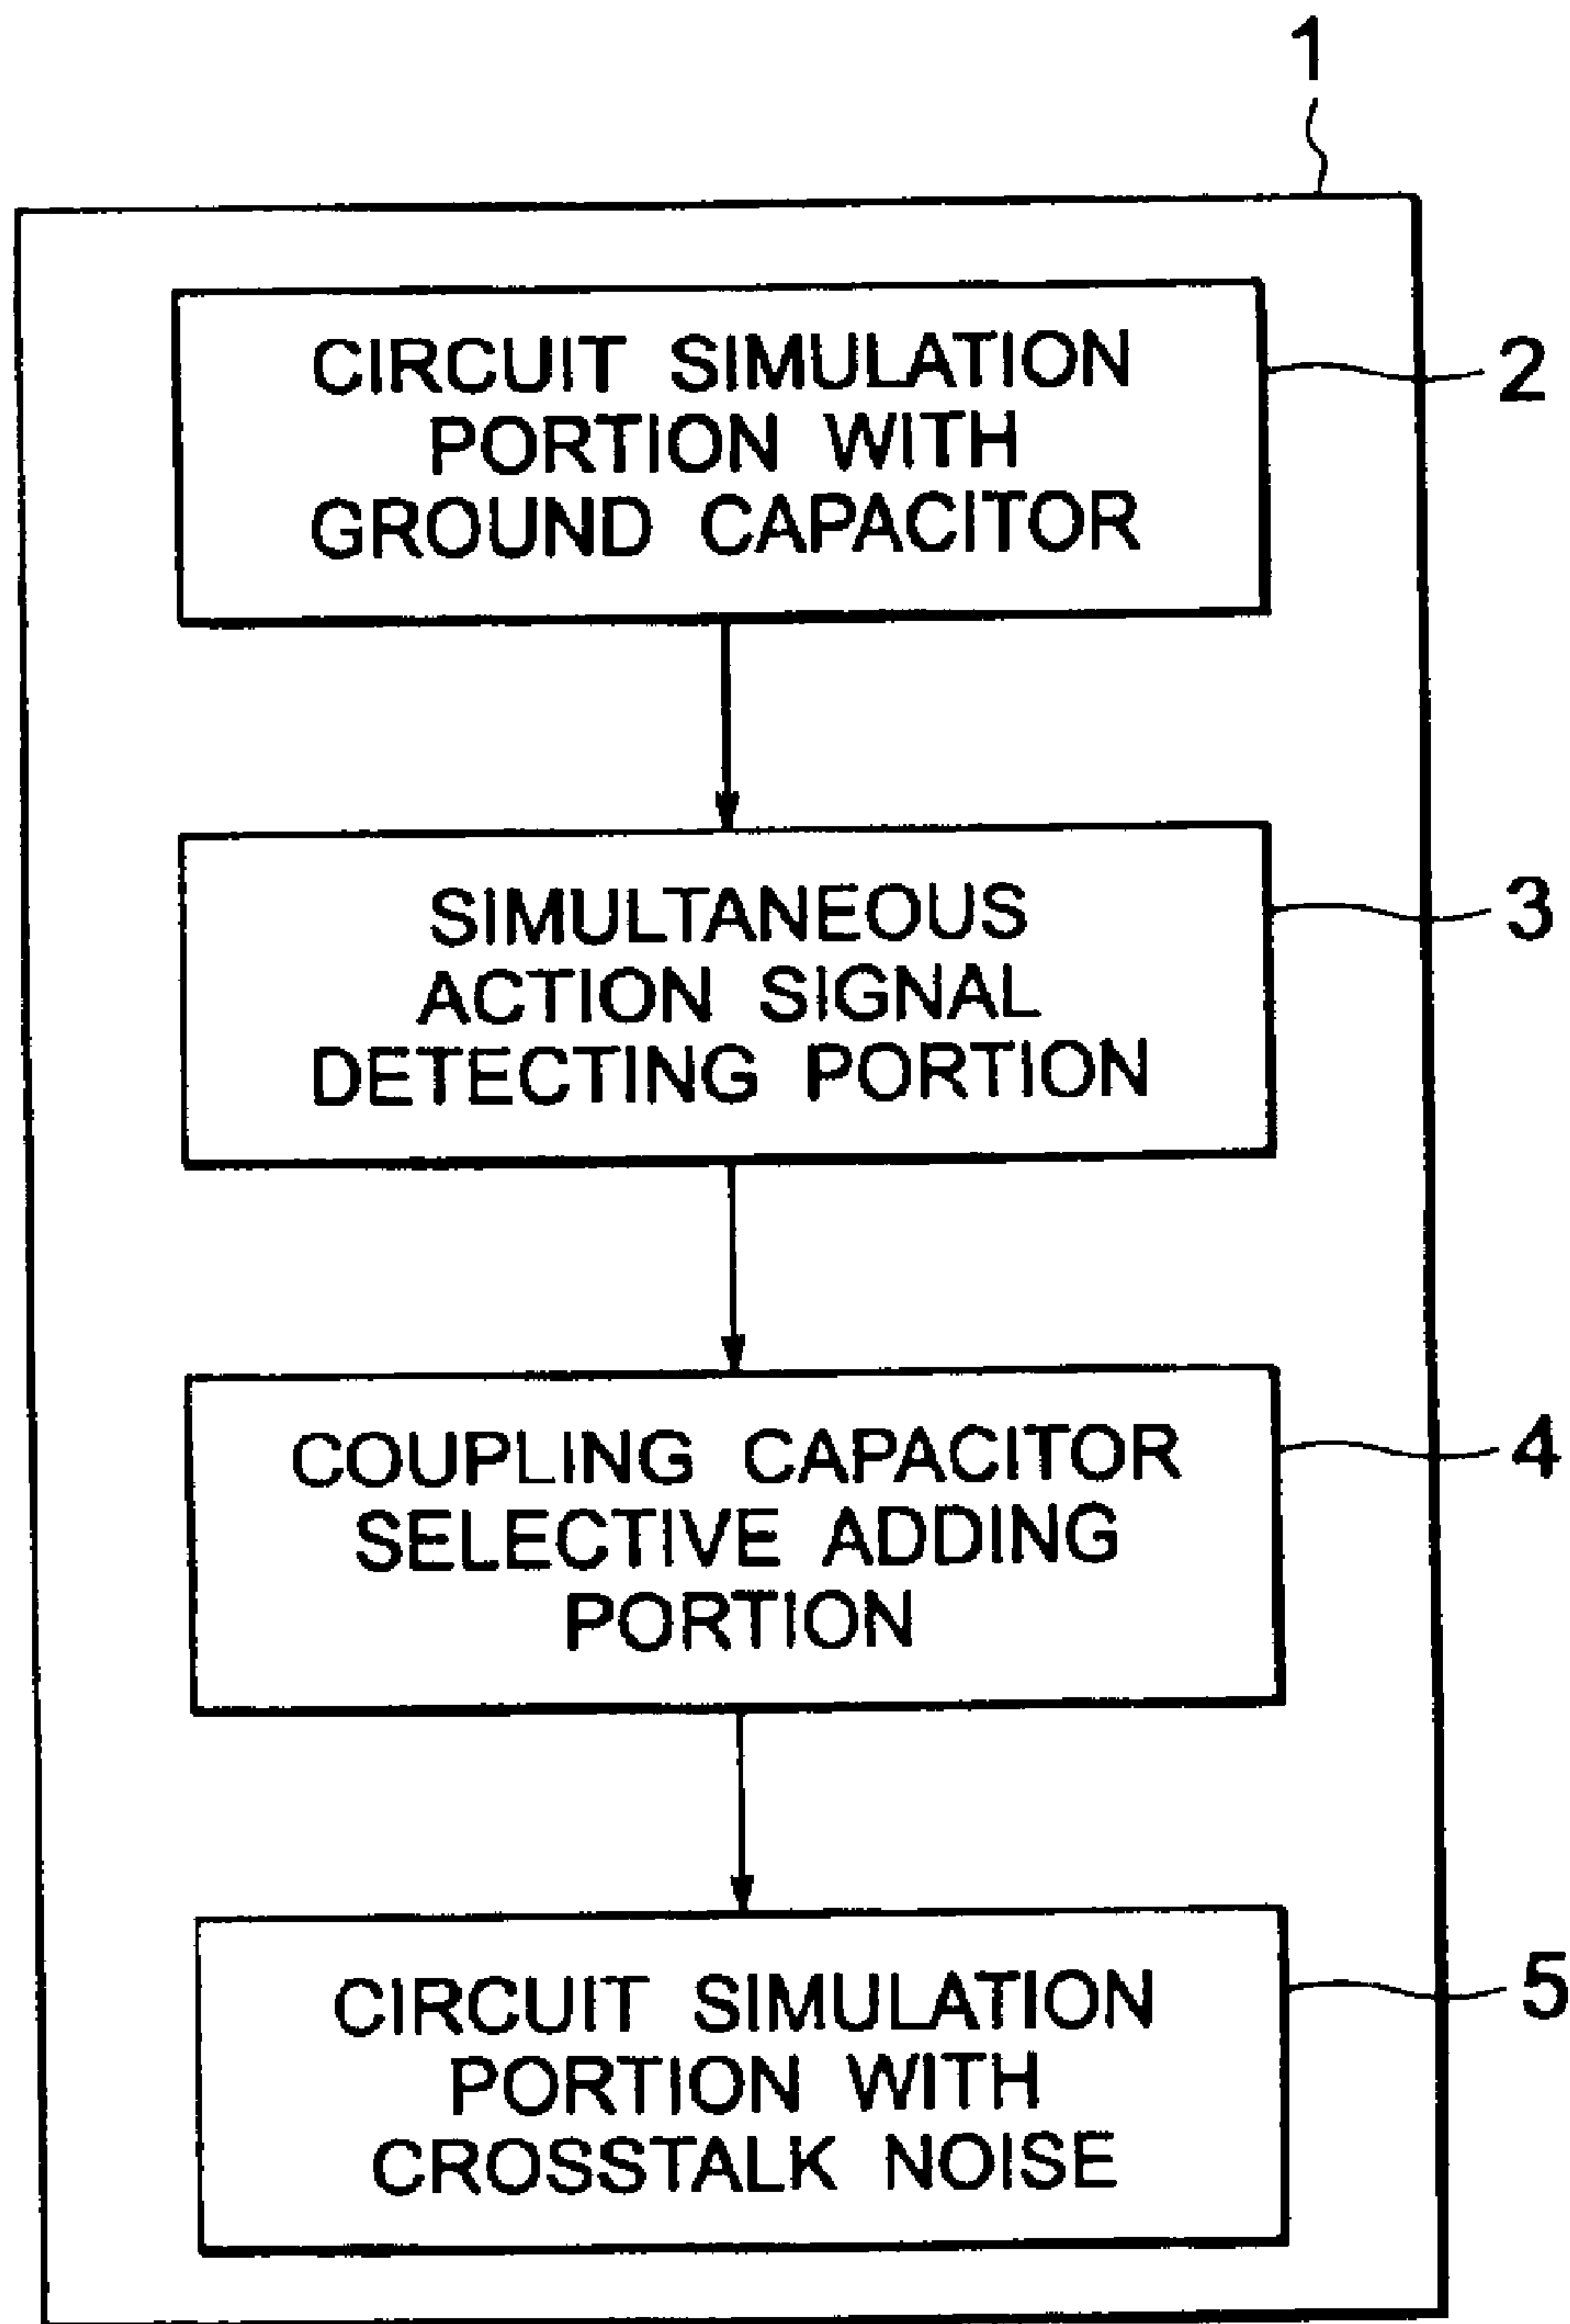 1
CIRCUIT SIMULATION
PORTION WITH
GROUND CAPACITOR
2
SIMULTANEOUS
ACTION SIGNAL
DETECTING PORTION
3
COUPLING CAPACITOR
SELECTIVE ADDING
PORTION
4
CIRCUIT SIMULATION
PORTION WITH
CROSSTALK NOISE
5